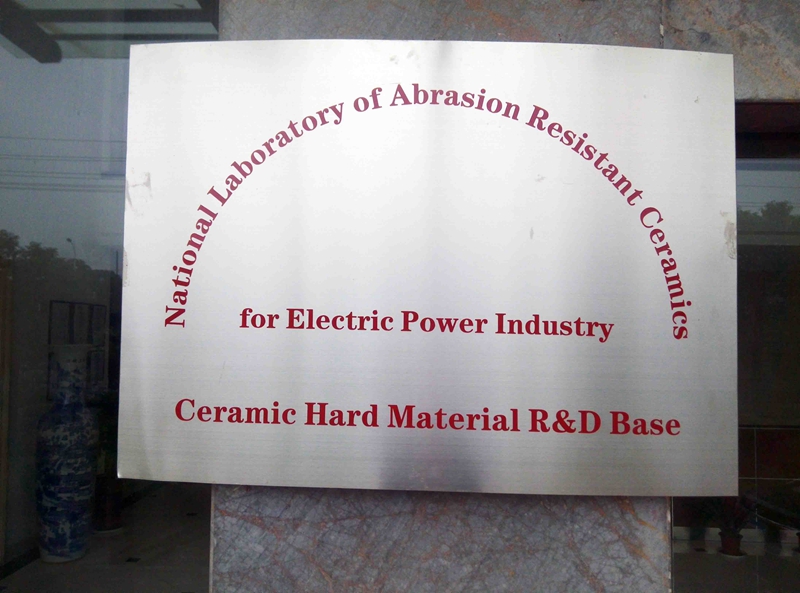 National Laboratory of Abrasion Resistant Ceramics
for Electric Power Industry
Ceramic Hard Material R&D Base